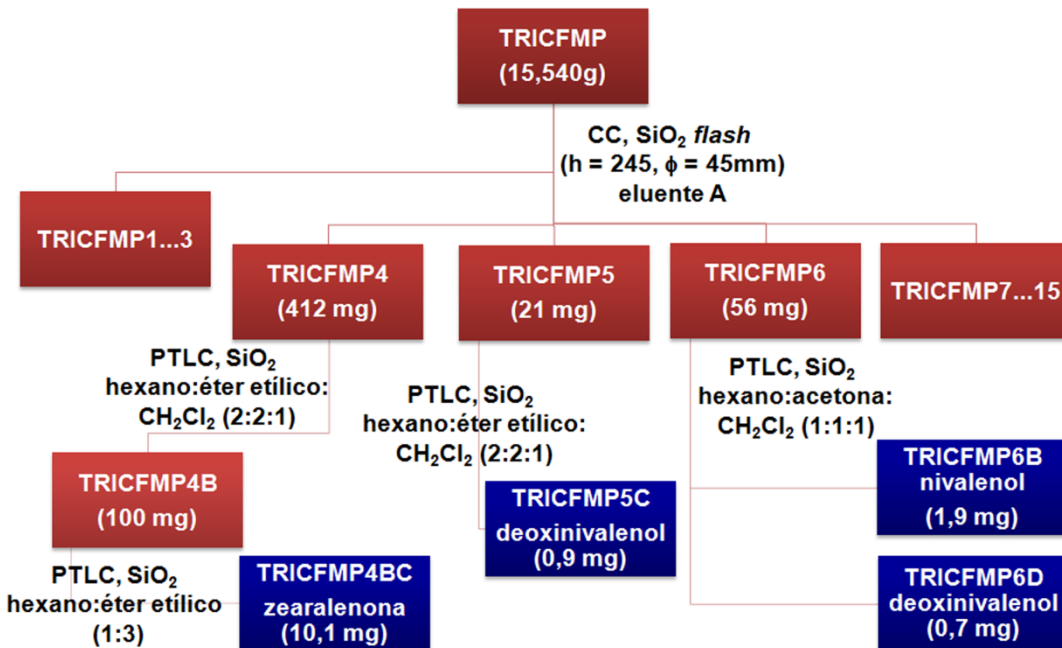 TRICFMP
(15,540g)
CC, SiO₂ flash
(h = 245, ϕ = 45mm)
eluente A
TRICFMP1...3
TRICFMP4
(412 mg)
TRICFMP5
(21 mg)
TRICFMP6
(56 mg)
TRICFMP7...15
PTLC, SiO₂
hexano:éter etílico:
CH₂Cl₂ (2:2:1)
PTLC, SiO₂
hexano:éter etílico:
CH₂Cl₂ (2:2:1)
PTLC, SiO₂
hexano:acetona:
CH₂Cl₂ (1:1:1)
TRICFMP4B
(100 mg)
TRICFMP5C
deoxinivalenol
(0,9 mg)
TRICFMP6B
nivalenol
(1,9 mg)
PTLC, SiO₂
hexano:éter etílico
(1:3)
TRICFMP4BC
zearalenona
(10,1 mg)
TRICFMP6D
deoxinivalenol
(0,7 mg)